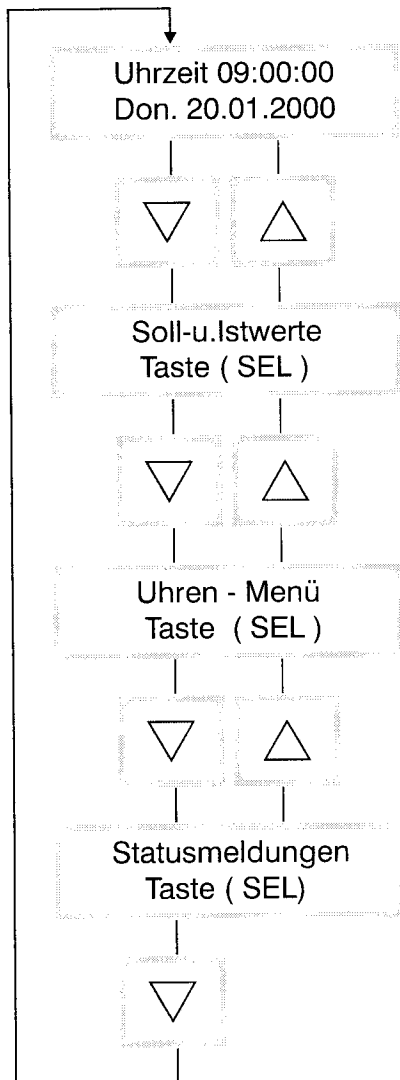 Uhrzeit 09:00:00
Don. 20.01.2000
Soll-u.Istwerte
Taste ( SEL )
Uhren - Menü
Taste ( SEL )
Statusmeldungen
Taste ( SEL)